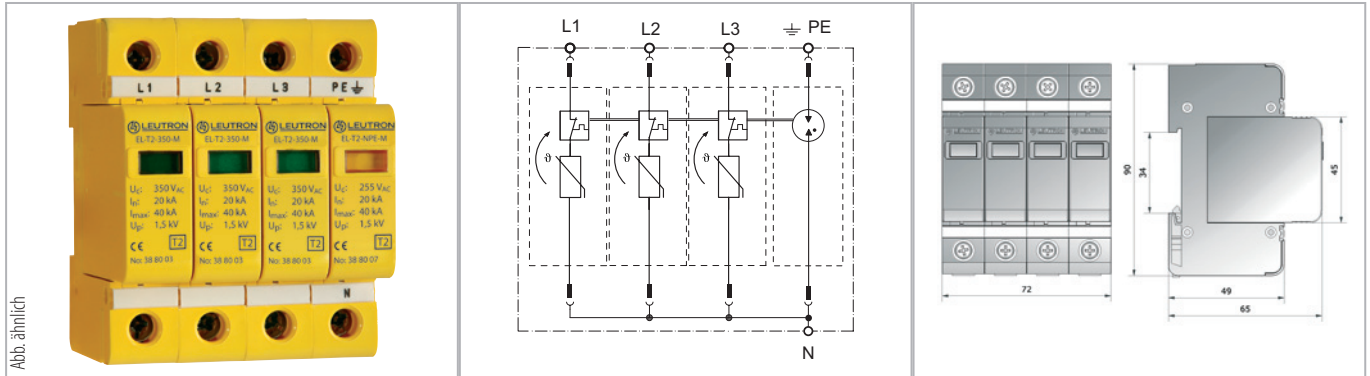 Abb. ähnlich
L1 L2 L3 PE
LEUTRON LEUTRON LEUTRON LEUTRON
EL-T2-350-M EL-T2-350-M EL-T2-350-M EL-T2-NPE-M
Uc: 350 VAC Uc: 350 VAC Uc: 350 VAC Uc: 255 VAC
In: 20 kA In: 20 kA In: 20 kA In: 20 kA
Imax: 40 kA Imax: 40 kA Imax: 40 kA Imax: 40 kA
Up: 1,5 kV Up: 1,5 kV Up: 1,5 kV Up: 1,5 kV
CE T2 CE T2 CE T2 CE T2
No: 38 80 03 No: 38 80 03 No: 38 80 03 No: 38 80 07
N
L1 L2 L3 PE
ϑ ϑ ϑ
N
LEUTRON LEUTRON LEUTRON LEUTRON
72
90
34
45
49
65